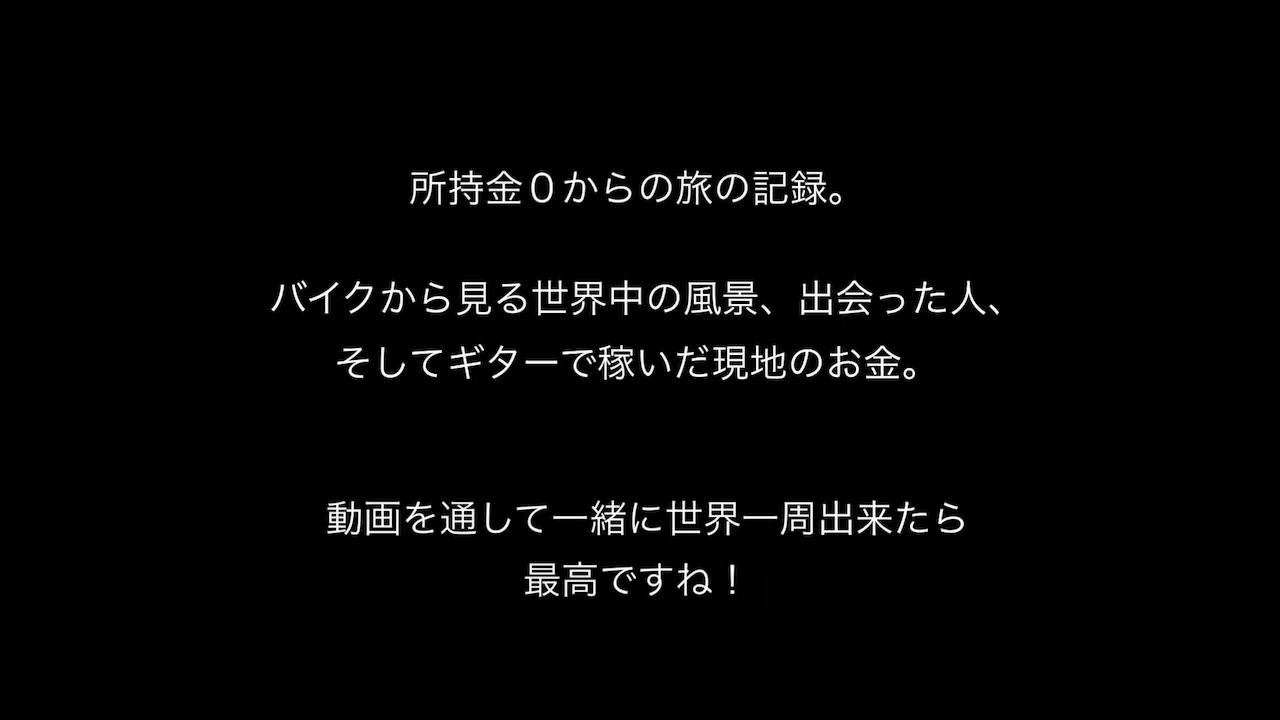 所持金０からの旅の記録。
バイクから見る世界中の風景、出会った人、
そしてギターで稼いだ現地のお金。
動画を通して一緒に世界一周出来たら
最高ですね！